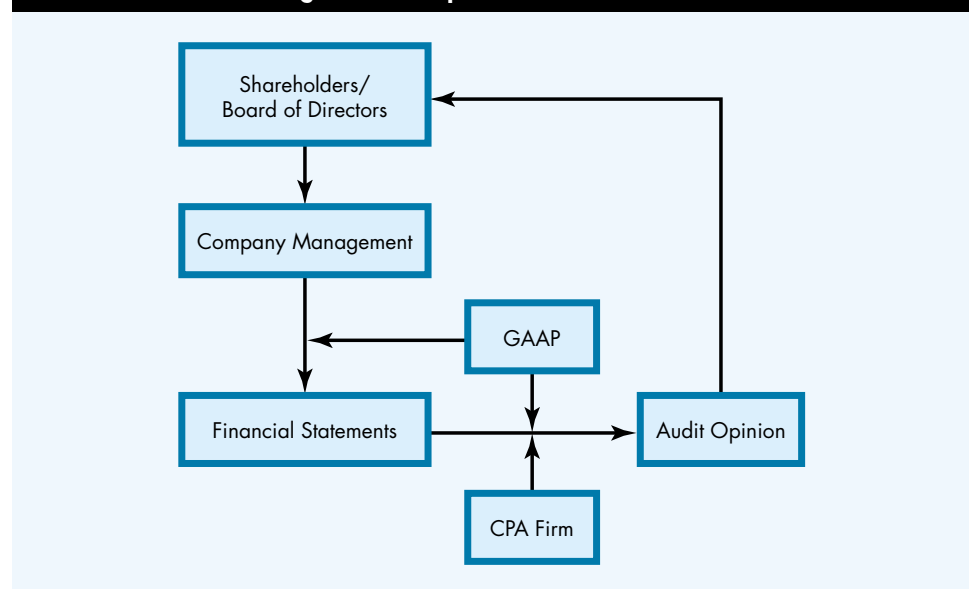 Shareholders/
Board of Directors
Company Management
GAAP
Financial Statements
Audit Opinion
CPA Firm